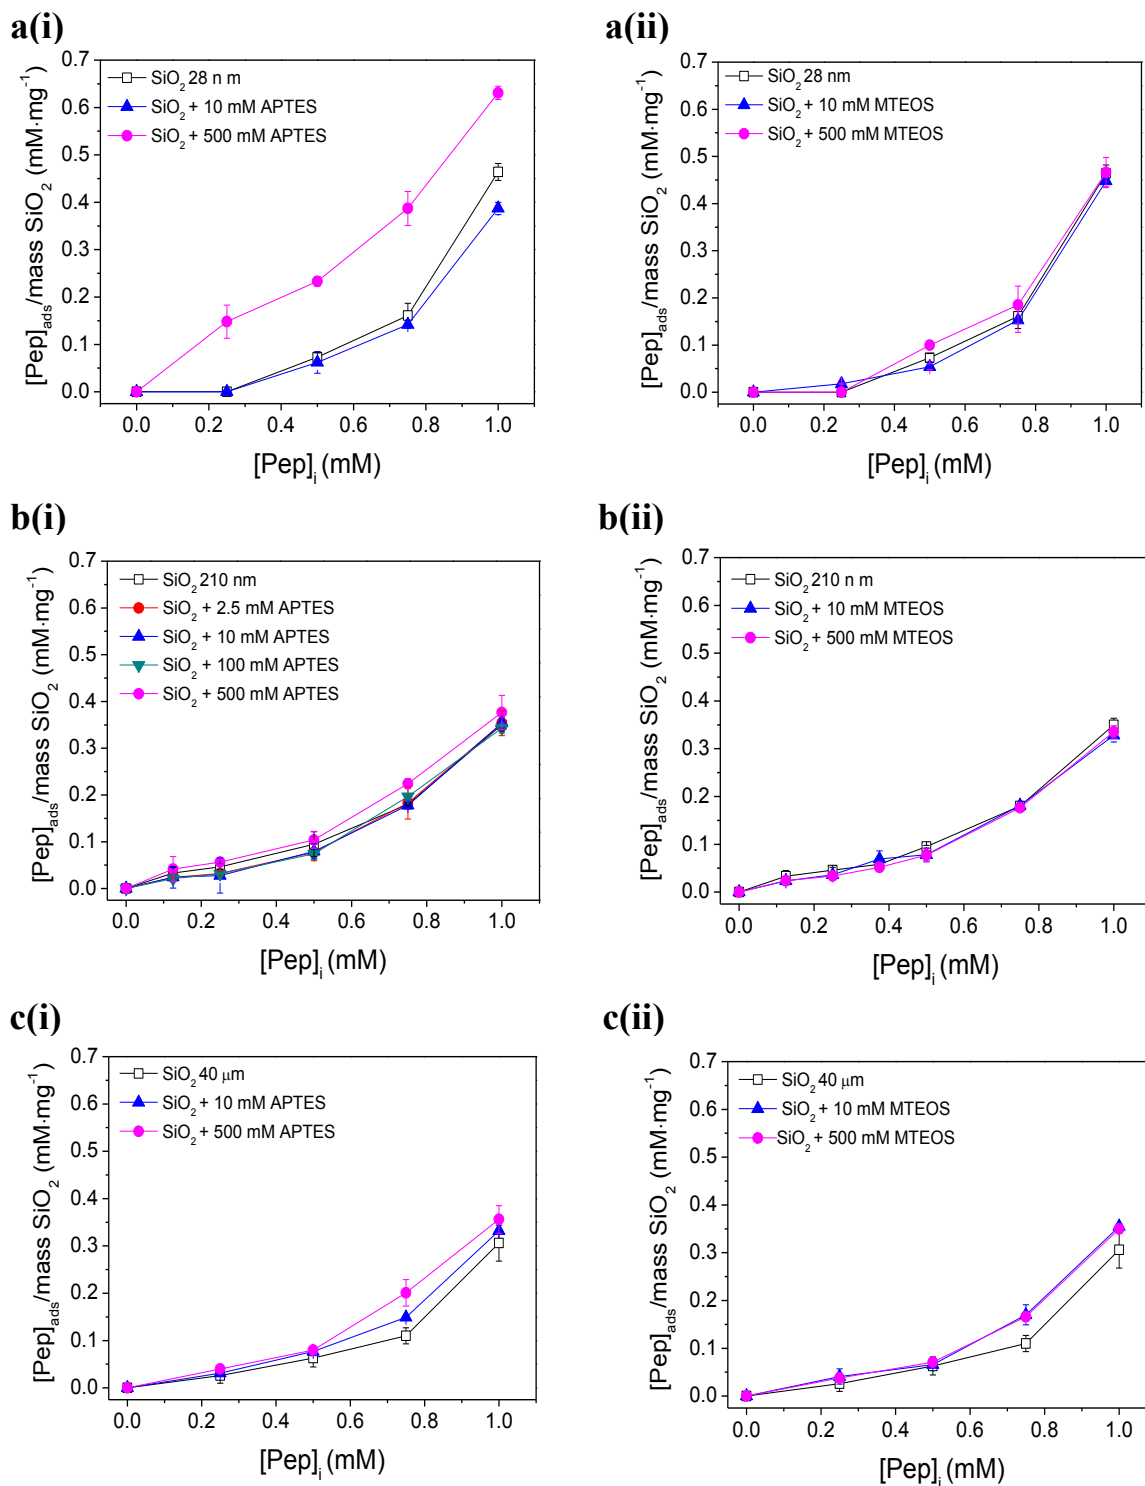 a(i)
0.7
0.6
0.5
0.4
0.3
0.2
0.1
0.0
[Pep]ads/mass SiO2 (mM·mg-1)
SiO2 28 n m
SiO2 + 10 mM APTES
SiO2 + 500 mM APTES
0.0 0.2 0.4 0.6 0.8 1.0
[Pep]i (mM)
a(ii)
0.7
0.6
0.5
0.4
0.3
0.2
0.1
0.0
[Pep]ads/mass SiO2 (mM·mg-1)
SiO2 28 nm
SiO2 + 10 mM MTEOS
SiO2 + 500 mM MTEOS
0.0 0.2 0.4 0.6 0.8 1.0
[Pep]i (mM)
b(i)
0.7
0.6
0.5
0.4
0.3
0.2
0.1
0.0
[Pep]ads/mass SiO2 (mM·mg-1)
SiO2 210 nm
SiO2 + 2.5 mM APTES
SiO2 + 10 mM APTES
SiO2 + 100 mM APTES
SiO2 + 500 mM APTES
0.0 0.2 0.4 0.6 0.8 1.0
[Pep]i (mM)
b(ii)
0.7
0.6
0.5
0.4
0.3
0.2
0.1
0.0
[Pep]ads/mass SiO2 (mM·mg-1)
SiO2 210 n m
SiO2 + 10 mM MTEOS
SiO2 + 500 mM MTEOS
0.0 0.2 0.4 0.6 0.8 1.0
[Pep]i (mM)
c(i)
0.7
0.6
0.5
0.4
0.3
0.2
0.1
0.0
[Pep]ads/mass SiO2 (mM·mg-1)
SiO2 40 μm
SiO2 + 10 mM APTES
SiO2 + 500 mM APTES
0.0 0.2 0.4 0.6 0.8 1.0
[Pep]i (mM)
c(ii)
0.7
0.6
0.5
0.4
0.3
0.2
0.1
0.0
[Pep]ads/mass SiO2 (mM·mg-1)
SiO2 40 μm
SiO2 + 10 mM MTEOS
SiO2 + 500 mM MTEOS
0.0 0.2 0.4 0.6 0.8 1.0
[Pep]i (mM)